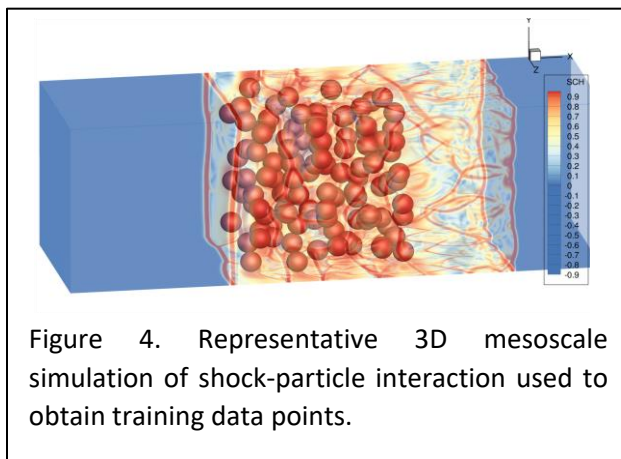 Y
X
Z
SCH
0.9
0.8
0.7
0.6
0.5
0.4
0.3
0.2
0.1
0
-0.1
-0.2
-0.3
-0.4
-0.5
-0.6
-0.7
-0.8
-0.9
Figure 4. Representative 3D mesoscale
simulation of shock-particle interaction used to
obtain training data points.